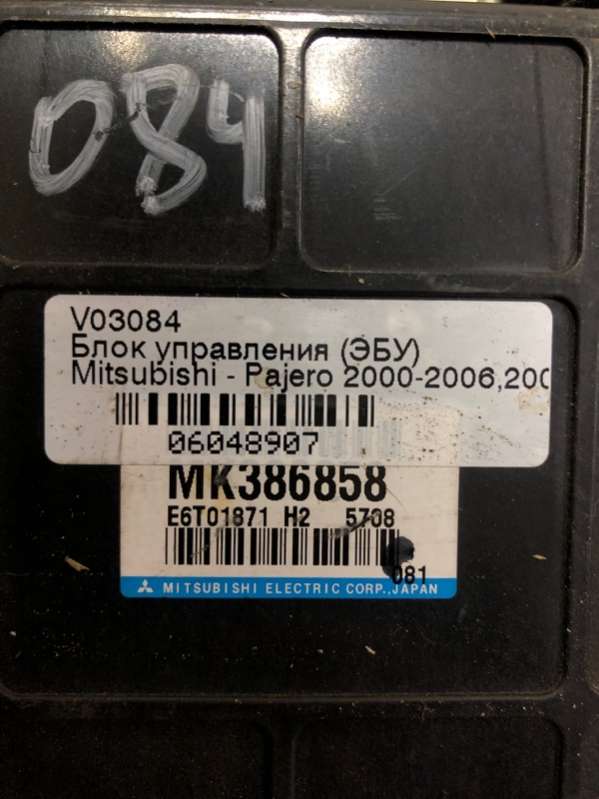 084
V03084
Блок управления (ЭБУ)
Mitsubishi - Pajero 2000-2006,200
06048907
MK386858
E6T01871 H2 5708
081
MITSUBISHI ELECTRIC CORP., JAPAN